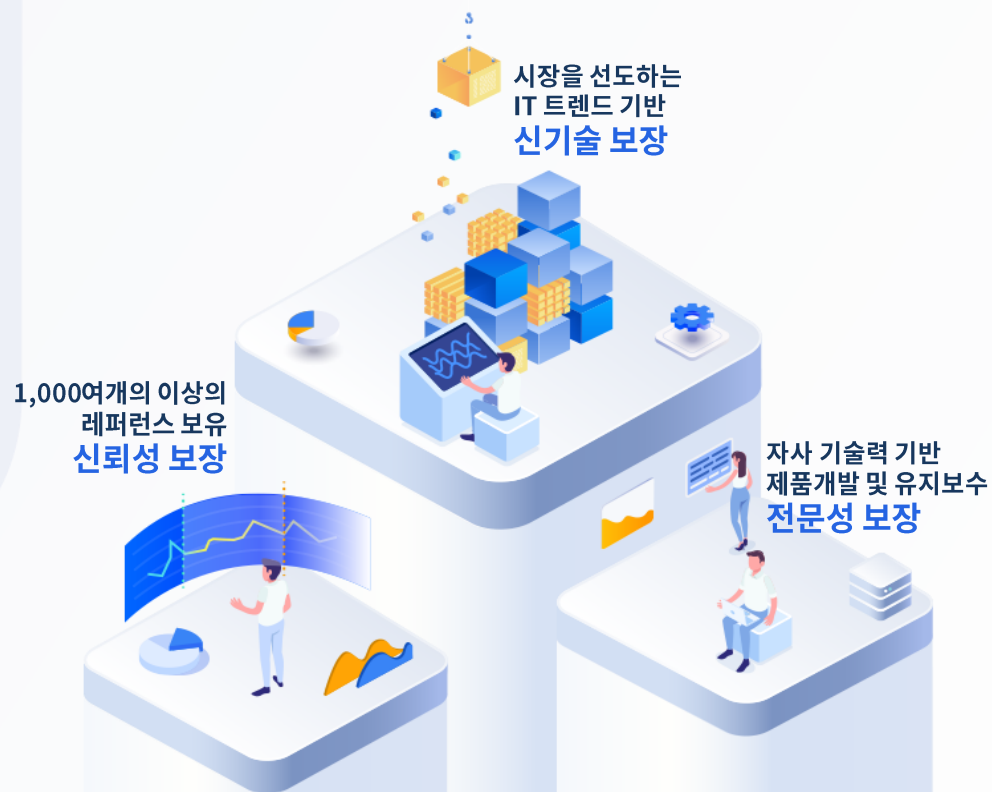 시장을 선도하는
IT 트렌드 기반
신기술 보장
1,000여개의 이상의
레퍼런스 보유
신뢰성 보장
자사 기술력 기반
제품개발 및 유지보수
전문성 보장